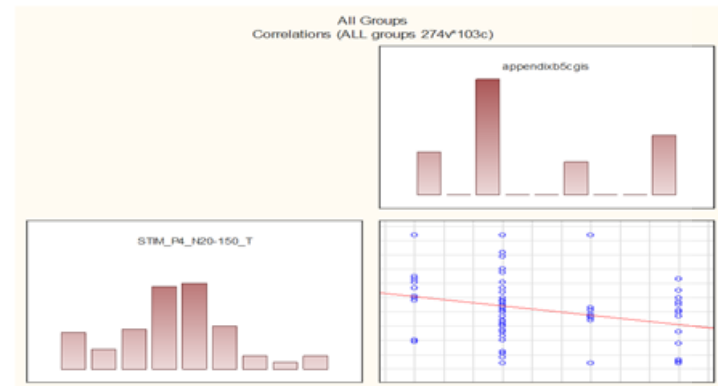 All Groups
Correlations (ALL groups 274v*103c)
appendixb5cgis
STIM_P4_N20-150_T